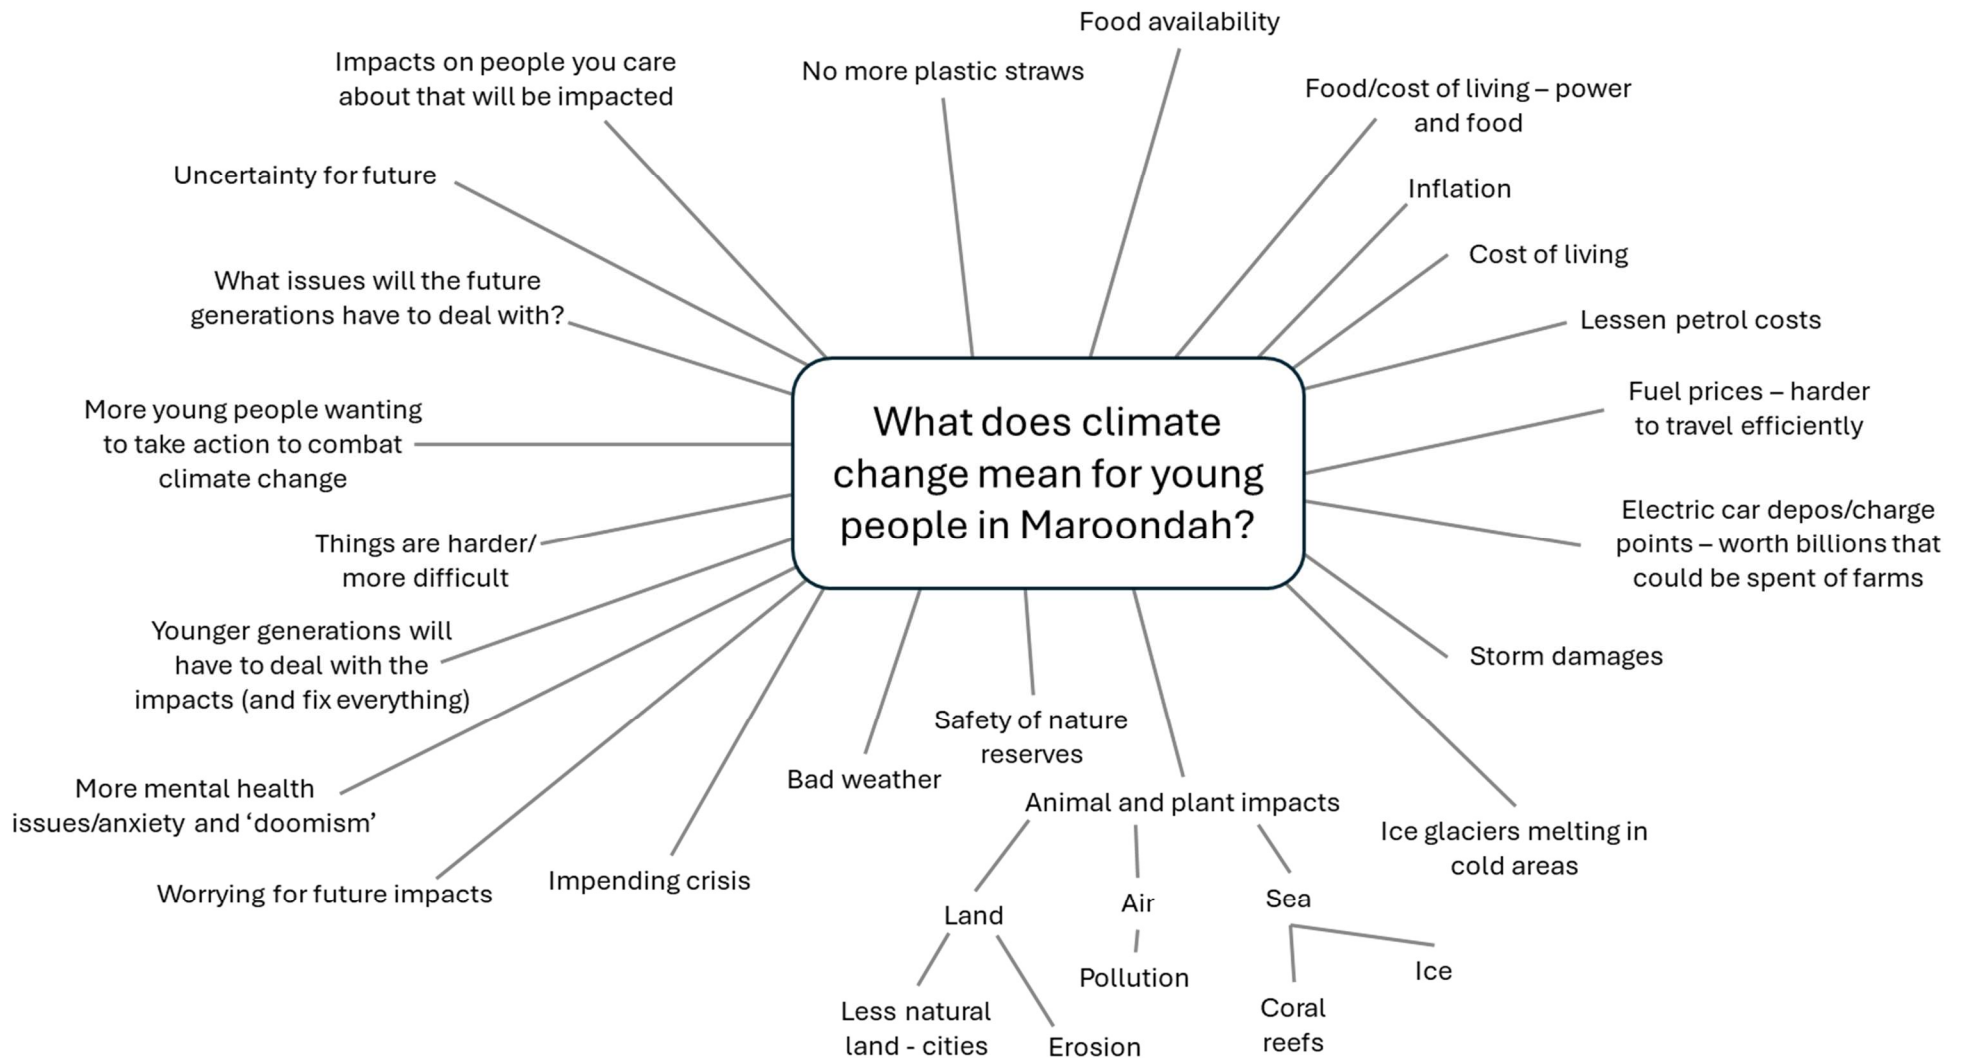 Food availability
Impacts on people you care
about that will be impacted
No more plastic straws
Food/cost of living – power
and food
Uncertainty for future
Inflation
Cost of living
What issues will the future
generations have to deal with?
Lessen petrol costs
Fuel prices – harder
to travel efficiently
More young people wanting
to take action to combat
climate change
What does climate
change mean for young
people in Maroondah?
Electric car depos/charge
points – worth billions that
could be spent of farms
Things are harder/
more difficult
Younger generations will
have to deal with the
impacts (and fix everything)
Storm damages
Safety of nature
reserves
Bad weather
More mental health
issues/anxiety and ‘doomism’
Animal and plant impacts
Ice glaciers melting in
cold areas
Worrying for future impacts
Impending crisis
Land
Air
Sea
Pollution
Ice
Less natural
land - cities
Erosion
Coral
reefs